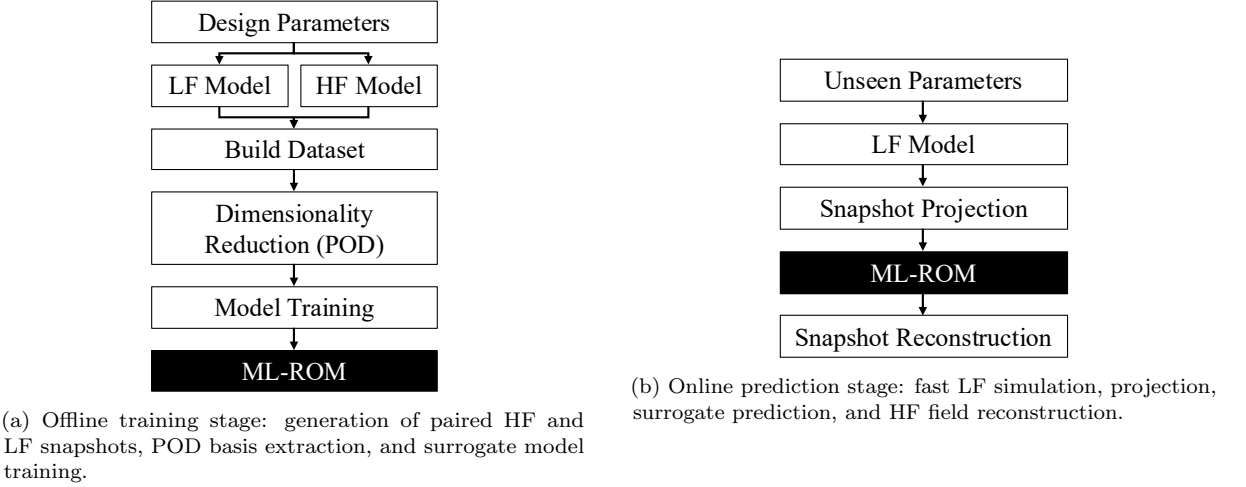 Design Parameters
LF Model
HF Model
Build Dataset
Dimensionality
Reduction (POD)
Model Training
ML-ROM
(a) Offline training stage: generation of paired HF and
LF snapshots, POD basis extraction, and surrogate model
training.
Unseen Parameters
LF Model
Snapshot Projection
ML-ROM
Snapshot Reconstruction
(b) Online prediction stage: fast LF simulation, projection,
surrogate prediction, and HF field reconstruction.